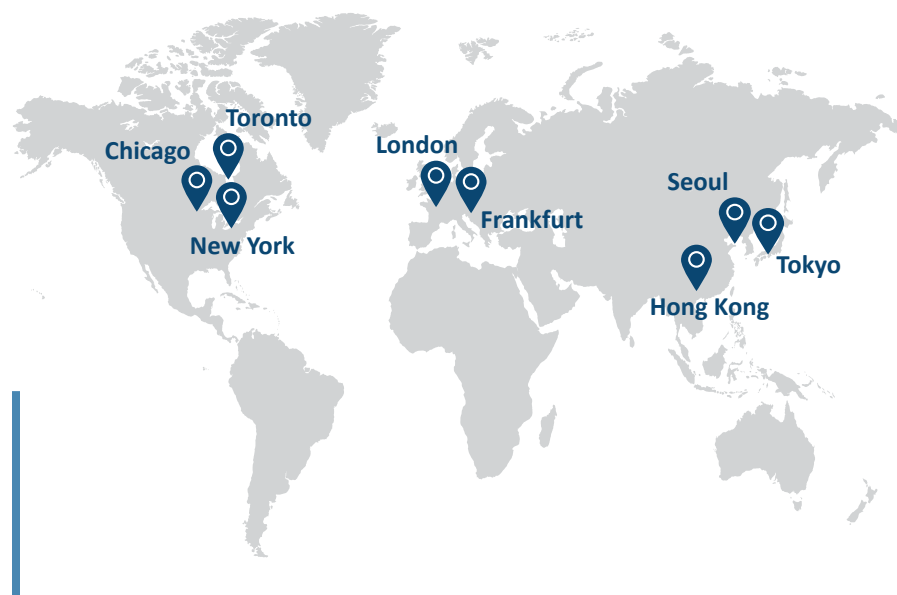 Toronto
Chicago
New York
London
Frankfurt
Seoul
Tokyo
Hong Kong